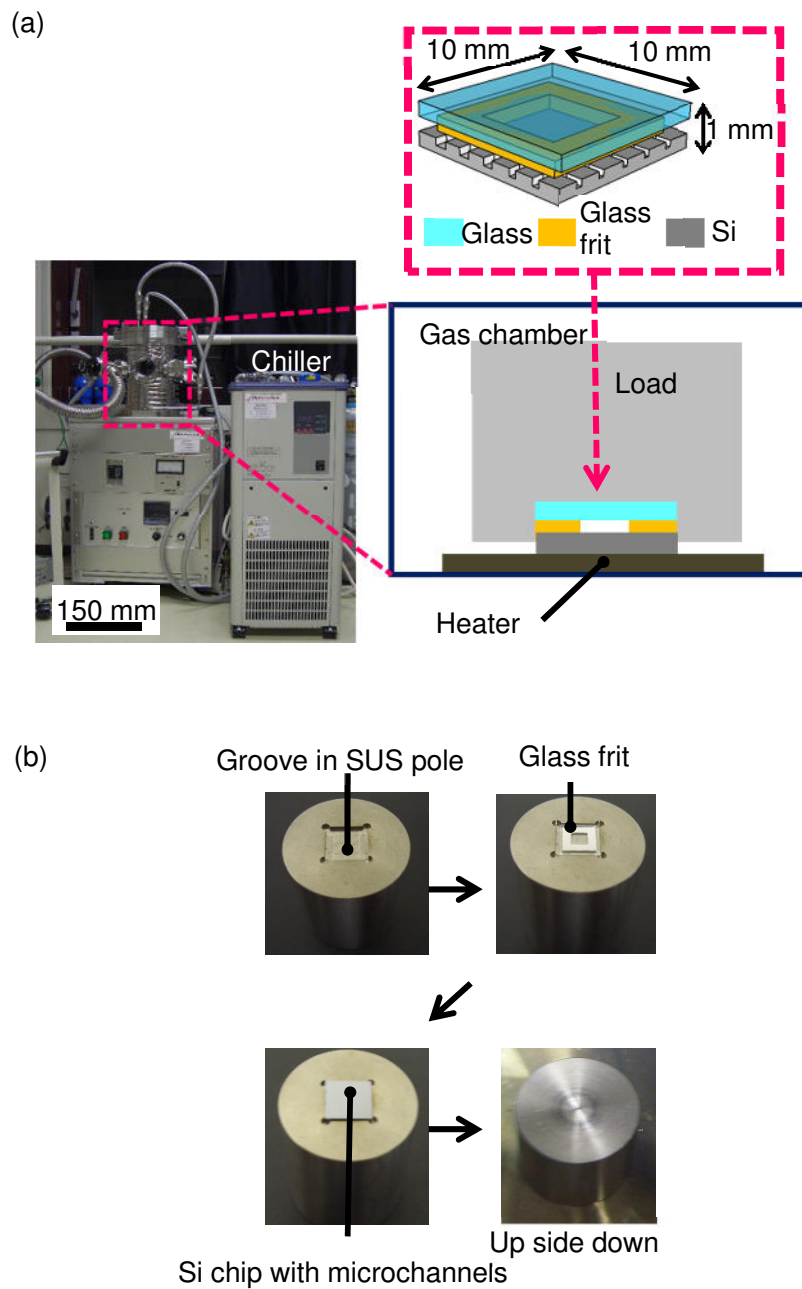 (a)
10 mm
10 mm
1 mm
Glass
Glass
frit
Si
Gas chamber
Load
Chiller
150 mm
Heater
(b)
Groove in SUS pole
Glass frit
Si chip with microchannels
Up side down